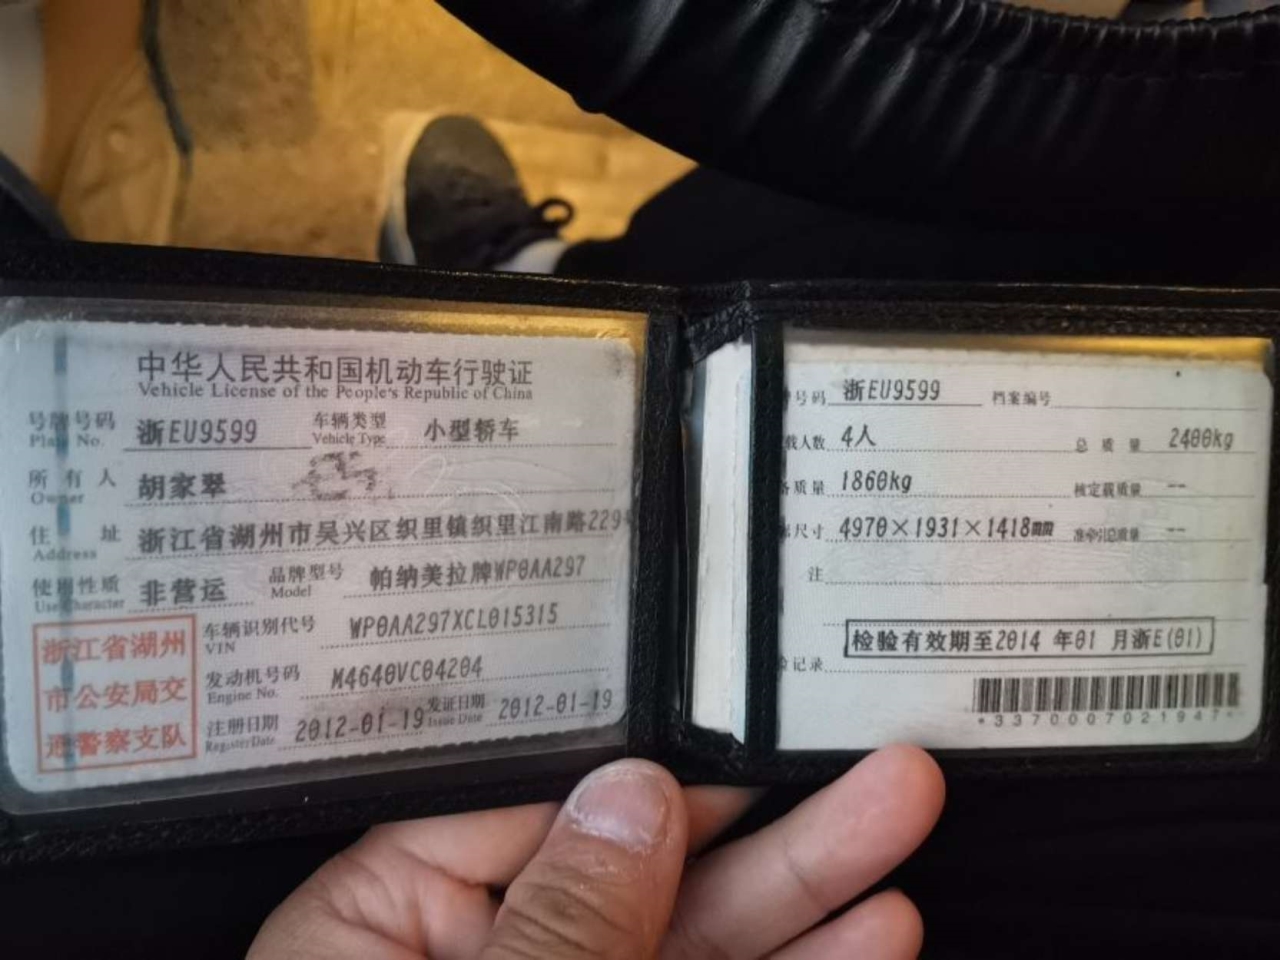 中华人民共和国机动车行驶证
Vehicle License of the People's Republic of China
号牌号码 浙EU9599 车辆类型 小型轿车
Plate No. Vehicle Type
所有人 胡家翠
Owner
住址 浙江省湖州市吴兴区织里镇织里江南路229
Address
使用性质 非营运 品牌型号 帕纳美拉牌WP0AA297
Use Character Model
浙江省湖州
市公安局交
通警察支队
车辆识别代号 WP0AA297XCL015315
VIN
发动机号码 M4640VC04204
Engine No.
注册日期 2012-01-19 发证日期 2012-01-19
Register Date Issue Date
号码 浙EU9599 档案编号
载人数 4人 总质量 2400kg
质量 1860kg 核定载质量 --
尺寸 4970×1931×1418mm 准牵引总质量 --
注
检验有效期至2014 年01 月浙E(01)
记录
*3370007021947*